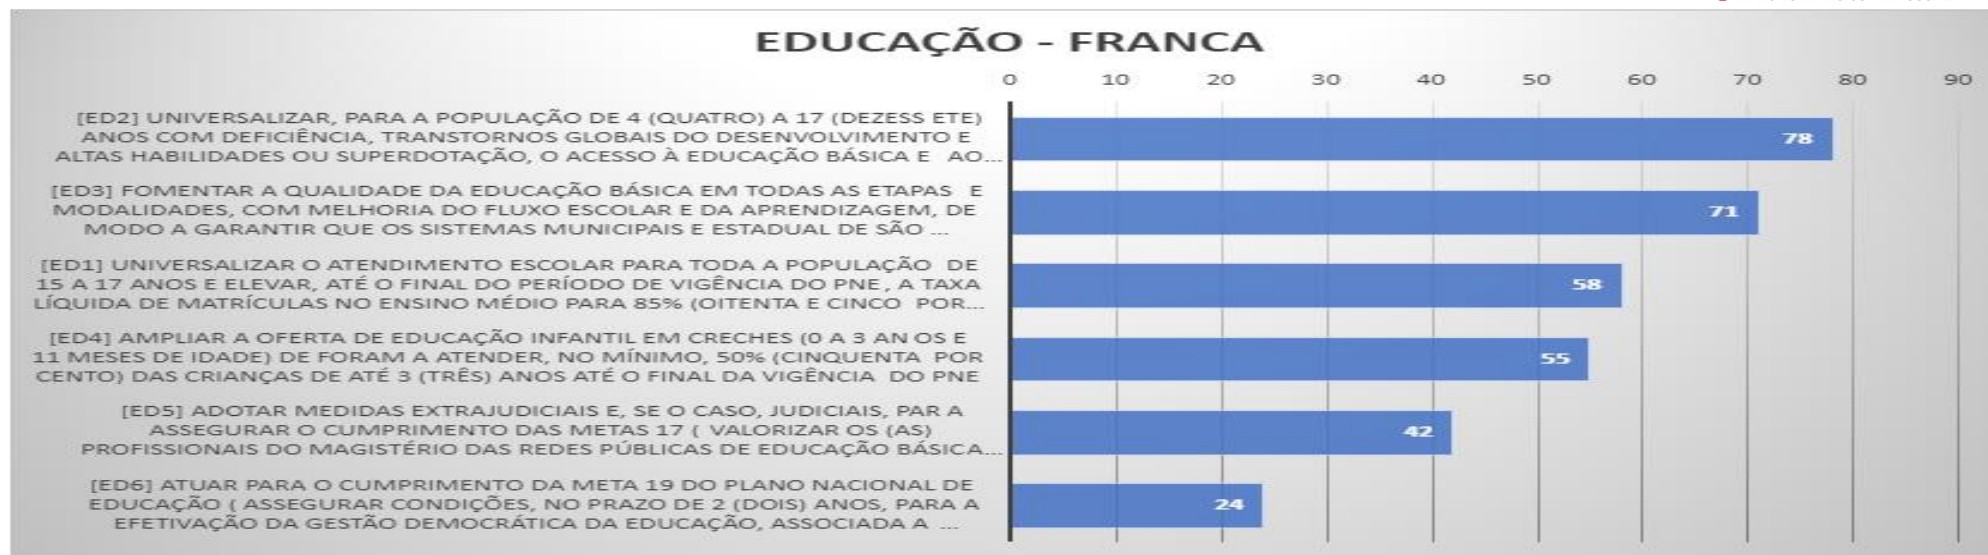 EDUCAÇÃO - FRANCA
0 10 20 30 40 50 60 70 80 90
[ED2] UNIVERSALIZAR, PARA A POPULAÇÃO DE 4 (QUATRO) A 17 (DEZESS ETE)
ANOS COM DEFICIÊNCIA, TRANSTORNOS GLOBAIS DO DESENVOLVIMENTO E
ALTAS HABILIDADES OU SUPERDOTAÇÃO, O ACESSO À EDUCAÇÃO BÁSICA E AO...
78
[ED3] FOMENTAR A QUALIDADE DA EDUCAÇÃO BÁSICA EM TODAS AS ETAPAS E
MODALIDADES, COM MELHORIA DO FLUXO ESCOLAR E DA APRENDIZAGEM, DE
MODO A GARANTIR QUE OS SISTEMAS MUNICIPAIS E ESTADUAL DE SÃO ...
71
[ED1] UNIVERSALIZAR O ATENDIMENTO ESCOLAR PARA TODA A POPULAÇÃO DE
15 A 17 ANOS E ELEVAR, ATÉ O FINAL DO PERÍODO DE VIGÊNCIA DO PNE , A TAXA
LÍQUIDA DE MATRÍCULAS NO ENSINO MÉDIO PARA 85% (OITENTA E CINCO POR...
58
[ED4] AMPLIAR A OFERTA DE EDUCAÇÃO INFANTIL EM CRECHES (0 A 3 AN OS E
11 MESES DE IDADE) DE FORAM A ATENDER, NO MÍNIMO, 50% (CINQUENTA POR
CENTO) DAS CRIANÇAS DE ATÉ 3 (TRÊS) ANOS ATÉ O FINAL DA VIGÊNCIA DO PNE
55
[ED5] ADOTAR MEDIDAS EXTRAJUDICIAIS E, SE O CASO, JUDICIAIS, PAR A
ASSEGURAR O CUMPRIMENTO DAS METAS 17 ( VALORIZAR OS (AS)
PROFISSIONAIS DO MAGISTÉRIO DAS REDES PÚBLICAS DE EDUCAÇÃO BÁSICA...
42
[ED6] ATUAR PARA O CUMPRIMENTO DA META 19 DO PLANO NACIONAL DE
EDUCAÇÃO ( ASSEGURAR CONDIÇÕES, NO PRAZO DE 2 (DOIS) ANOS, PARA A
EFETIVAÇÃO DA GESTÃO DEMOCRÁTICA DA EDUCAÇÃO, ASSOCIADA A ...
24